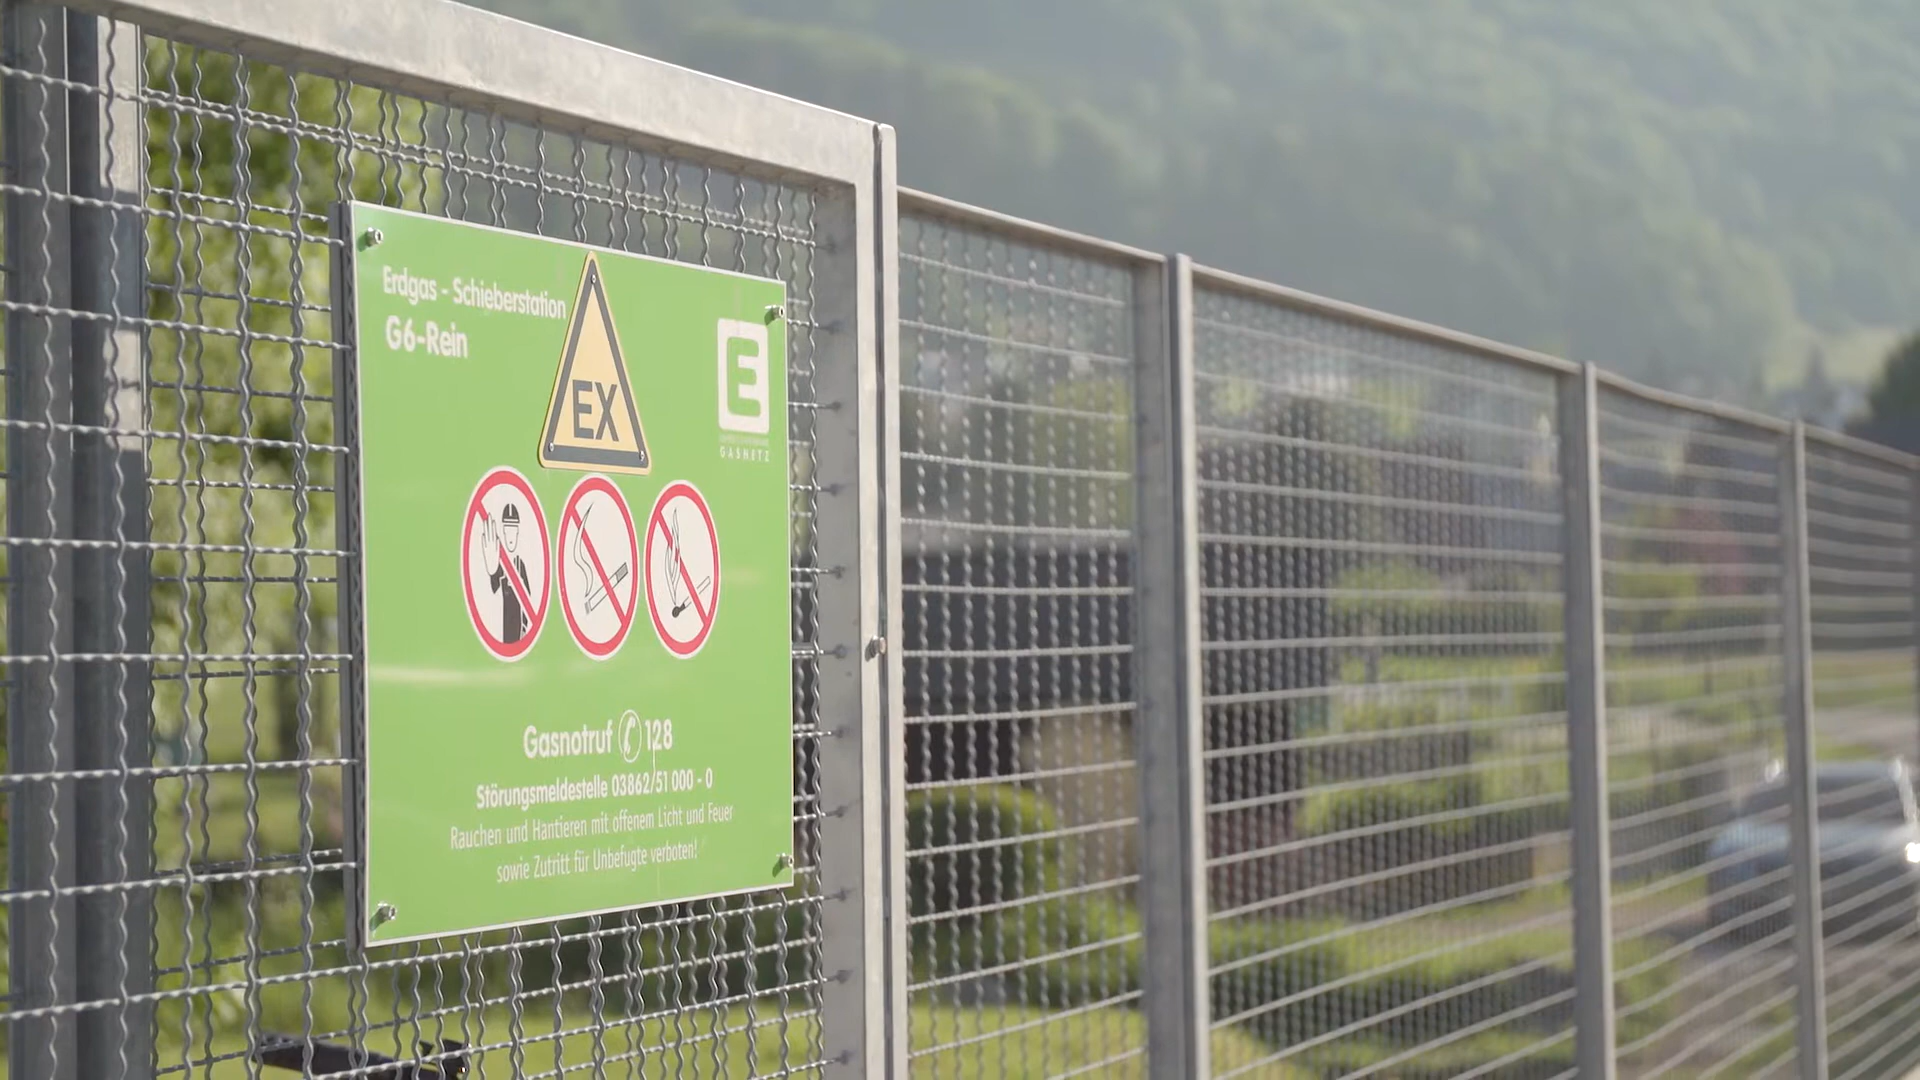 Erdgas - Schieberstation
G6-Rein
EX
E
GASNETZ
Gasnotruf 128
Störungsmeldestelle 03862/51 000 - 0
Rauchen und Hantieren mit offenem Licht und Feuer
sowie Zutritt für Unbefugte verboten!